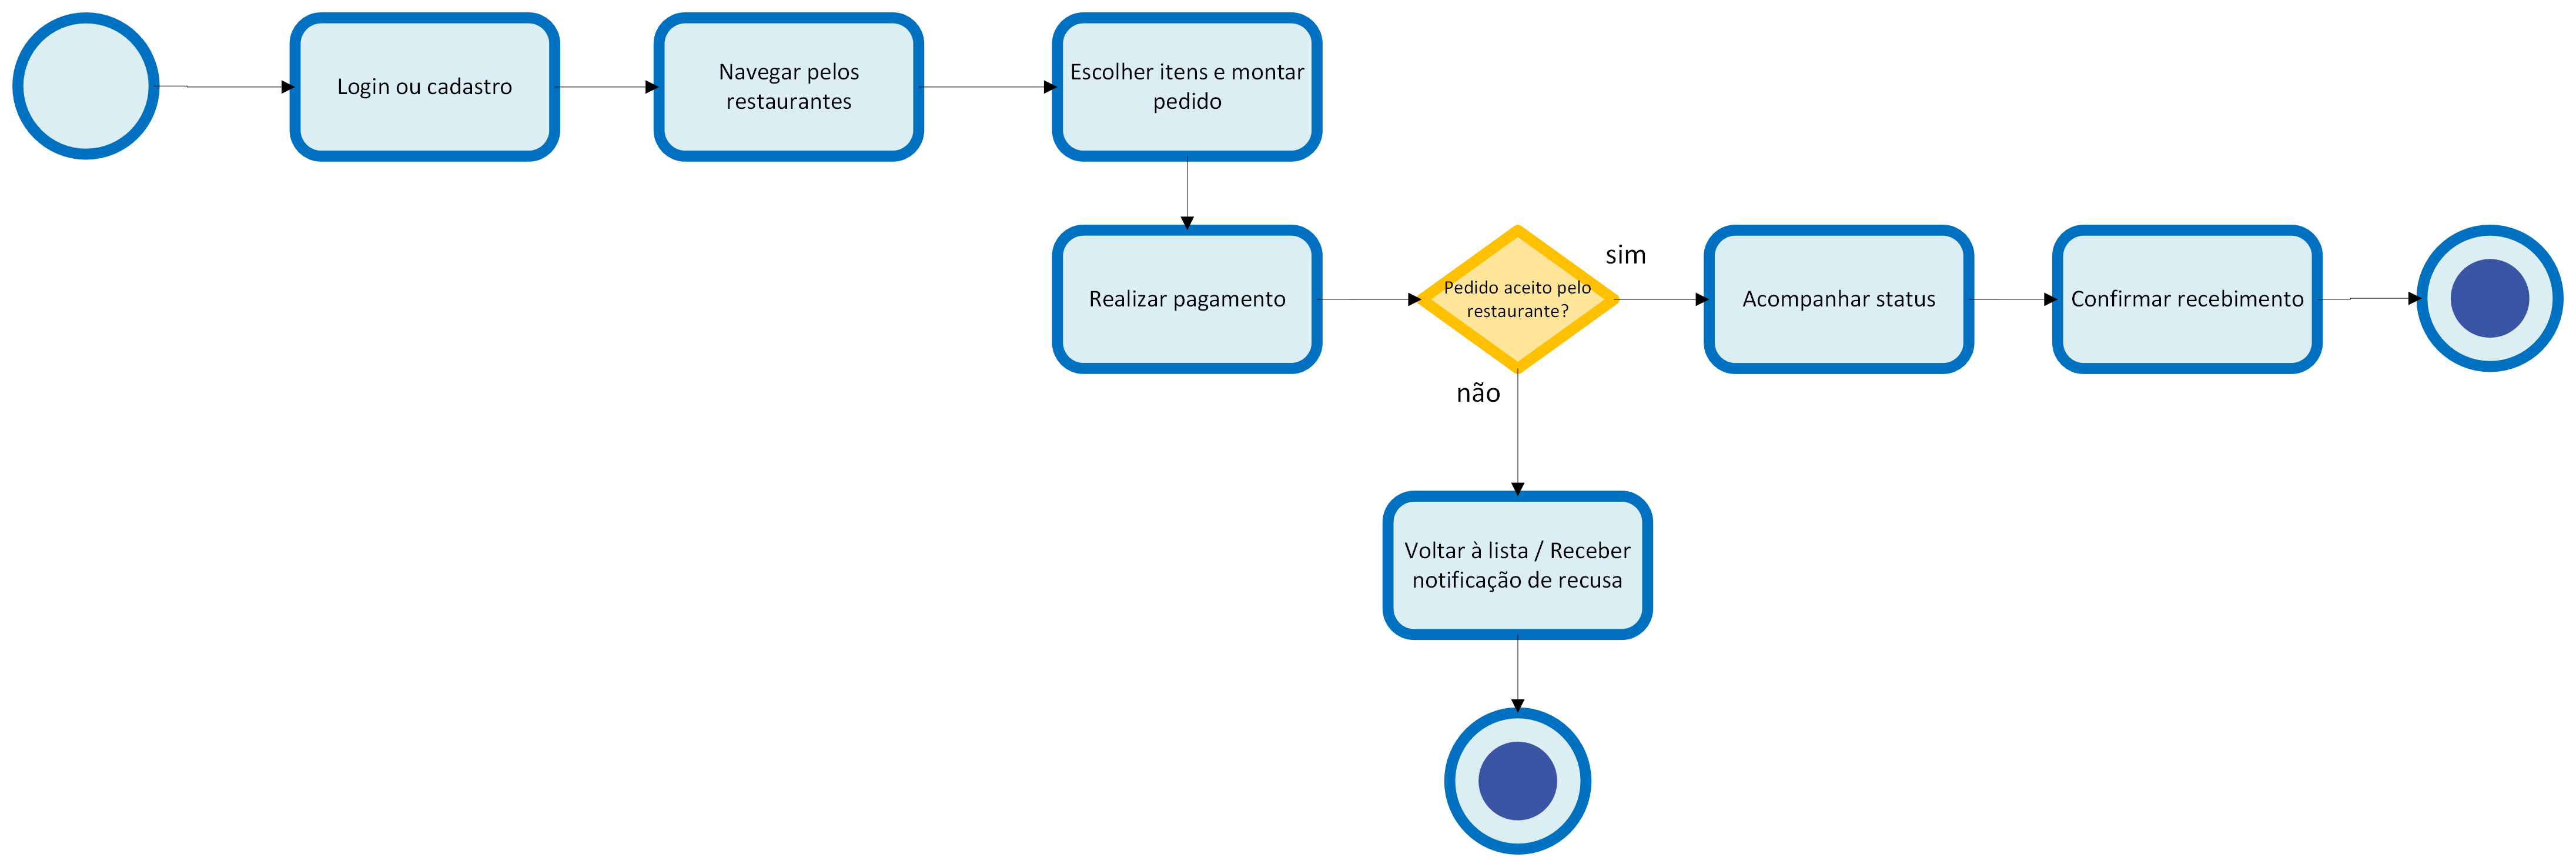 Login ou cadastro
Navegar pelos
restaurantes
Escolher itens e montar
pedido
Realizar pagamento
Pedido aceito pelo
restaurante?
sim
Acompanhar status
Confirmar recebimento
não
Voltar à lista / Receber
notificação de recusa